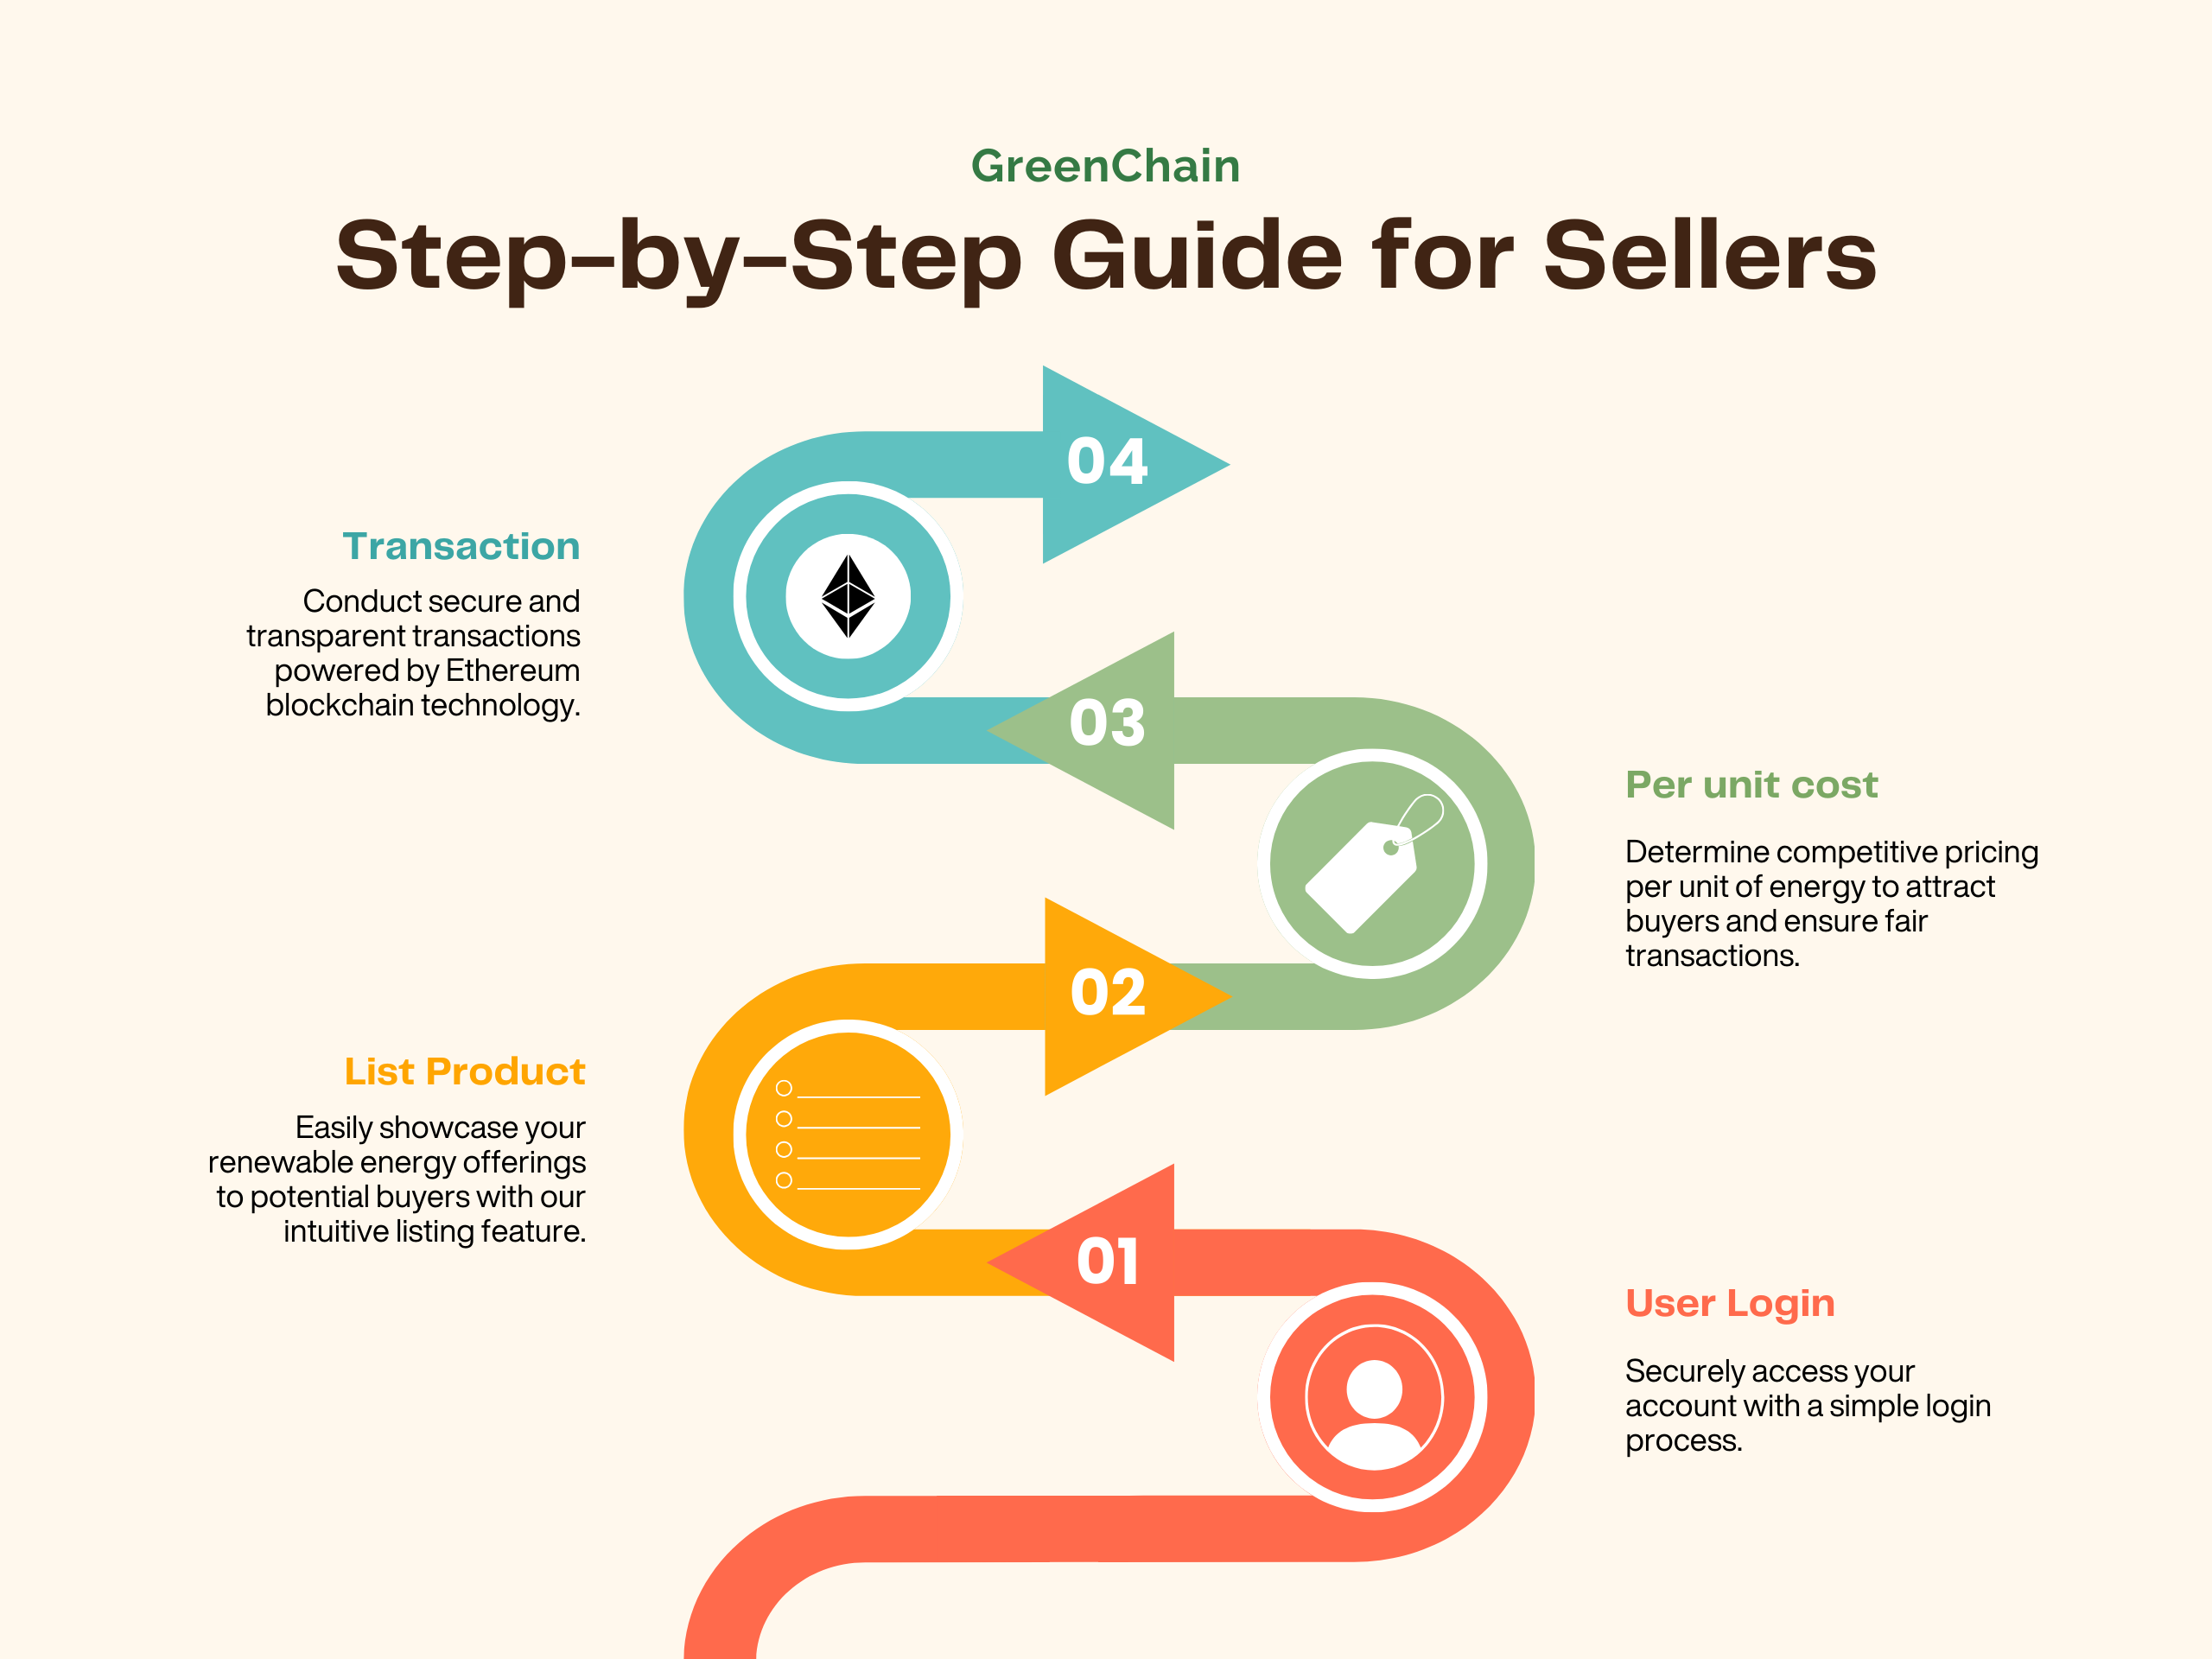 GreenChain
Step-by-Step Guide for Sellers
04
Transaction
Conduct secure and
transparent transactions
powered by Ethereum
blockchain technology.
03
Per unit cost
Determine competitive pricing
per unit of energy to attract
buyers and ensure fair
transactions.
02
List Product
Easily showcase your
renewable energy offerings
to potential buyers with our
intuitive listing feature.
01
User Login
Securely access your
account with a simple login
process.